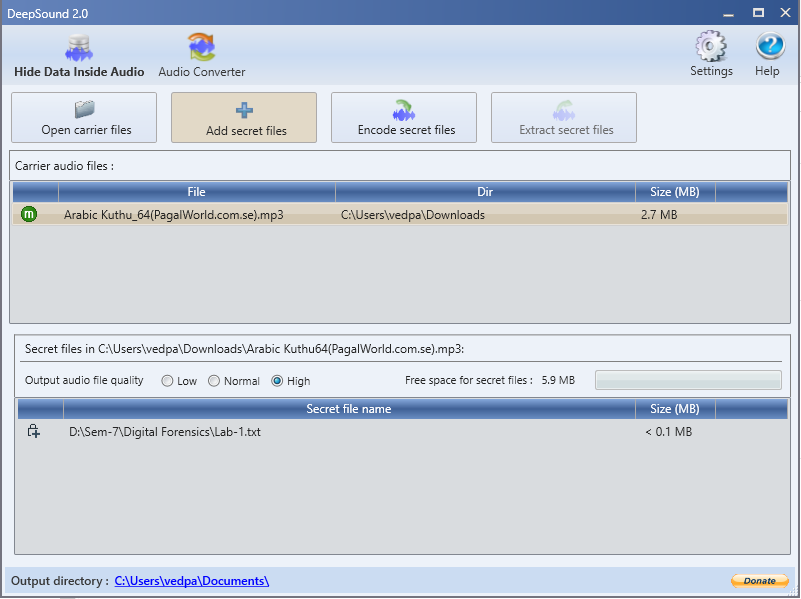 DeepSound 2.0
Hide Data Inside Audio Audio Converter Settings Help
Open carrier files Add secret files Encode secret files Extract secret files
Carrier audio files :
File Dir Size (MB)
m Arabic Kuthu_64(PagalWorld.com.se).mp3 C:\Users\vedpa\Downloads 2.7 MB
Secret files in C:\Users\vedpa\Downloads\Arabic Kuthu64(PagalWorld.com.se).mp3:
Output audio file quality Low Normal High Free space for secret files : 5.9 MB
Secret file name Size (MB)
D:\Sem-7\Digital Forensics\Lab-1.txt < 0.1 MB
Output directory : C:\Users\vedpa\Documents\ Donate